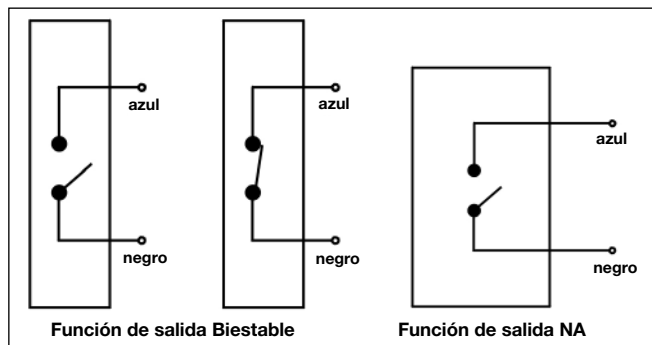 azul
negro
azul
negro
Función de salida Biestable
azul
negro
Función de salida NA